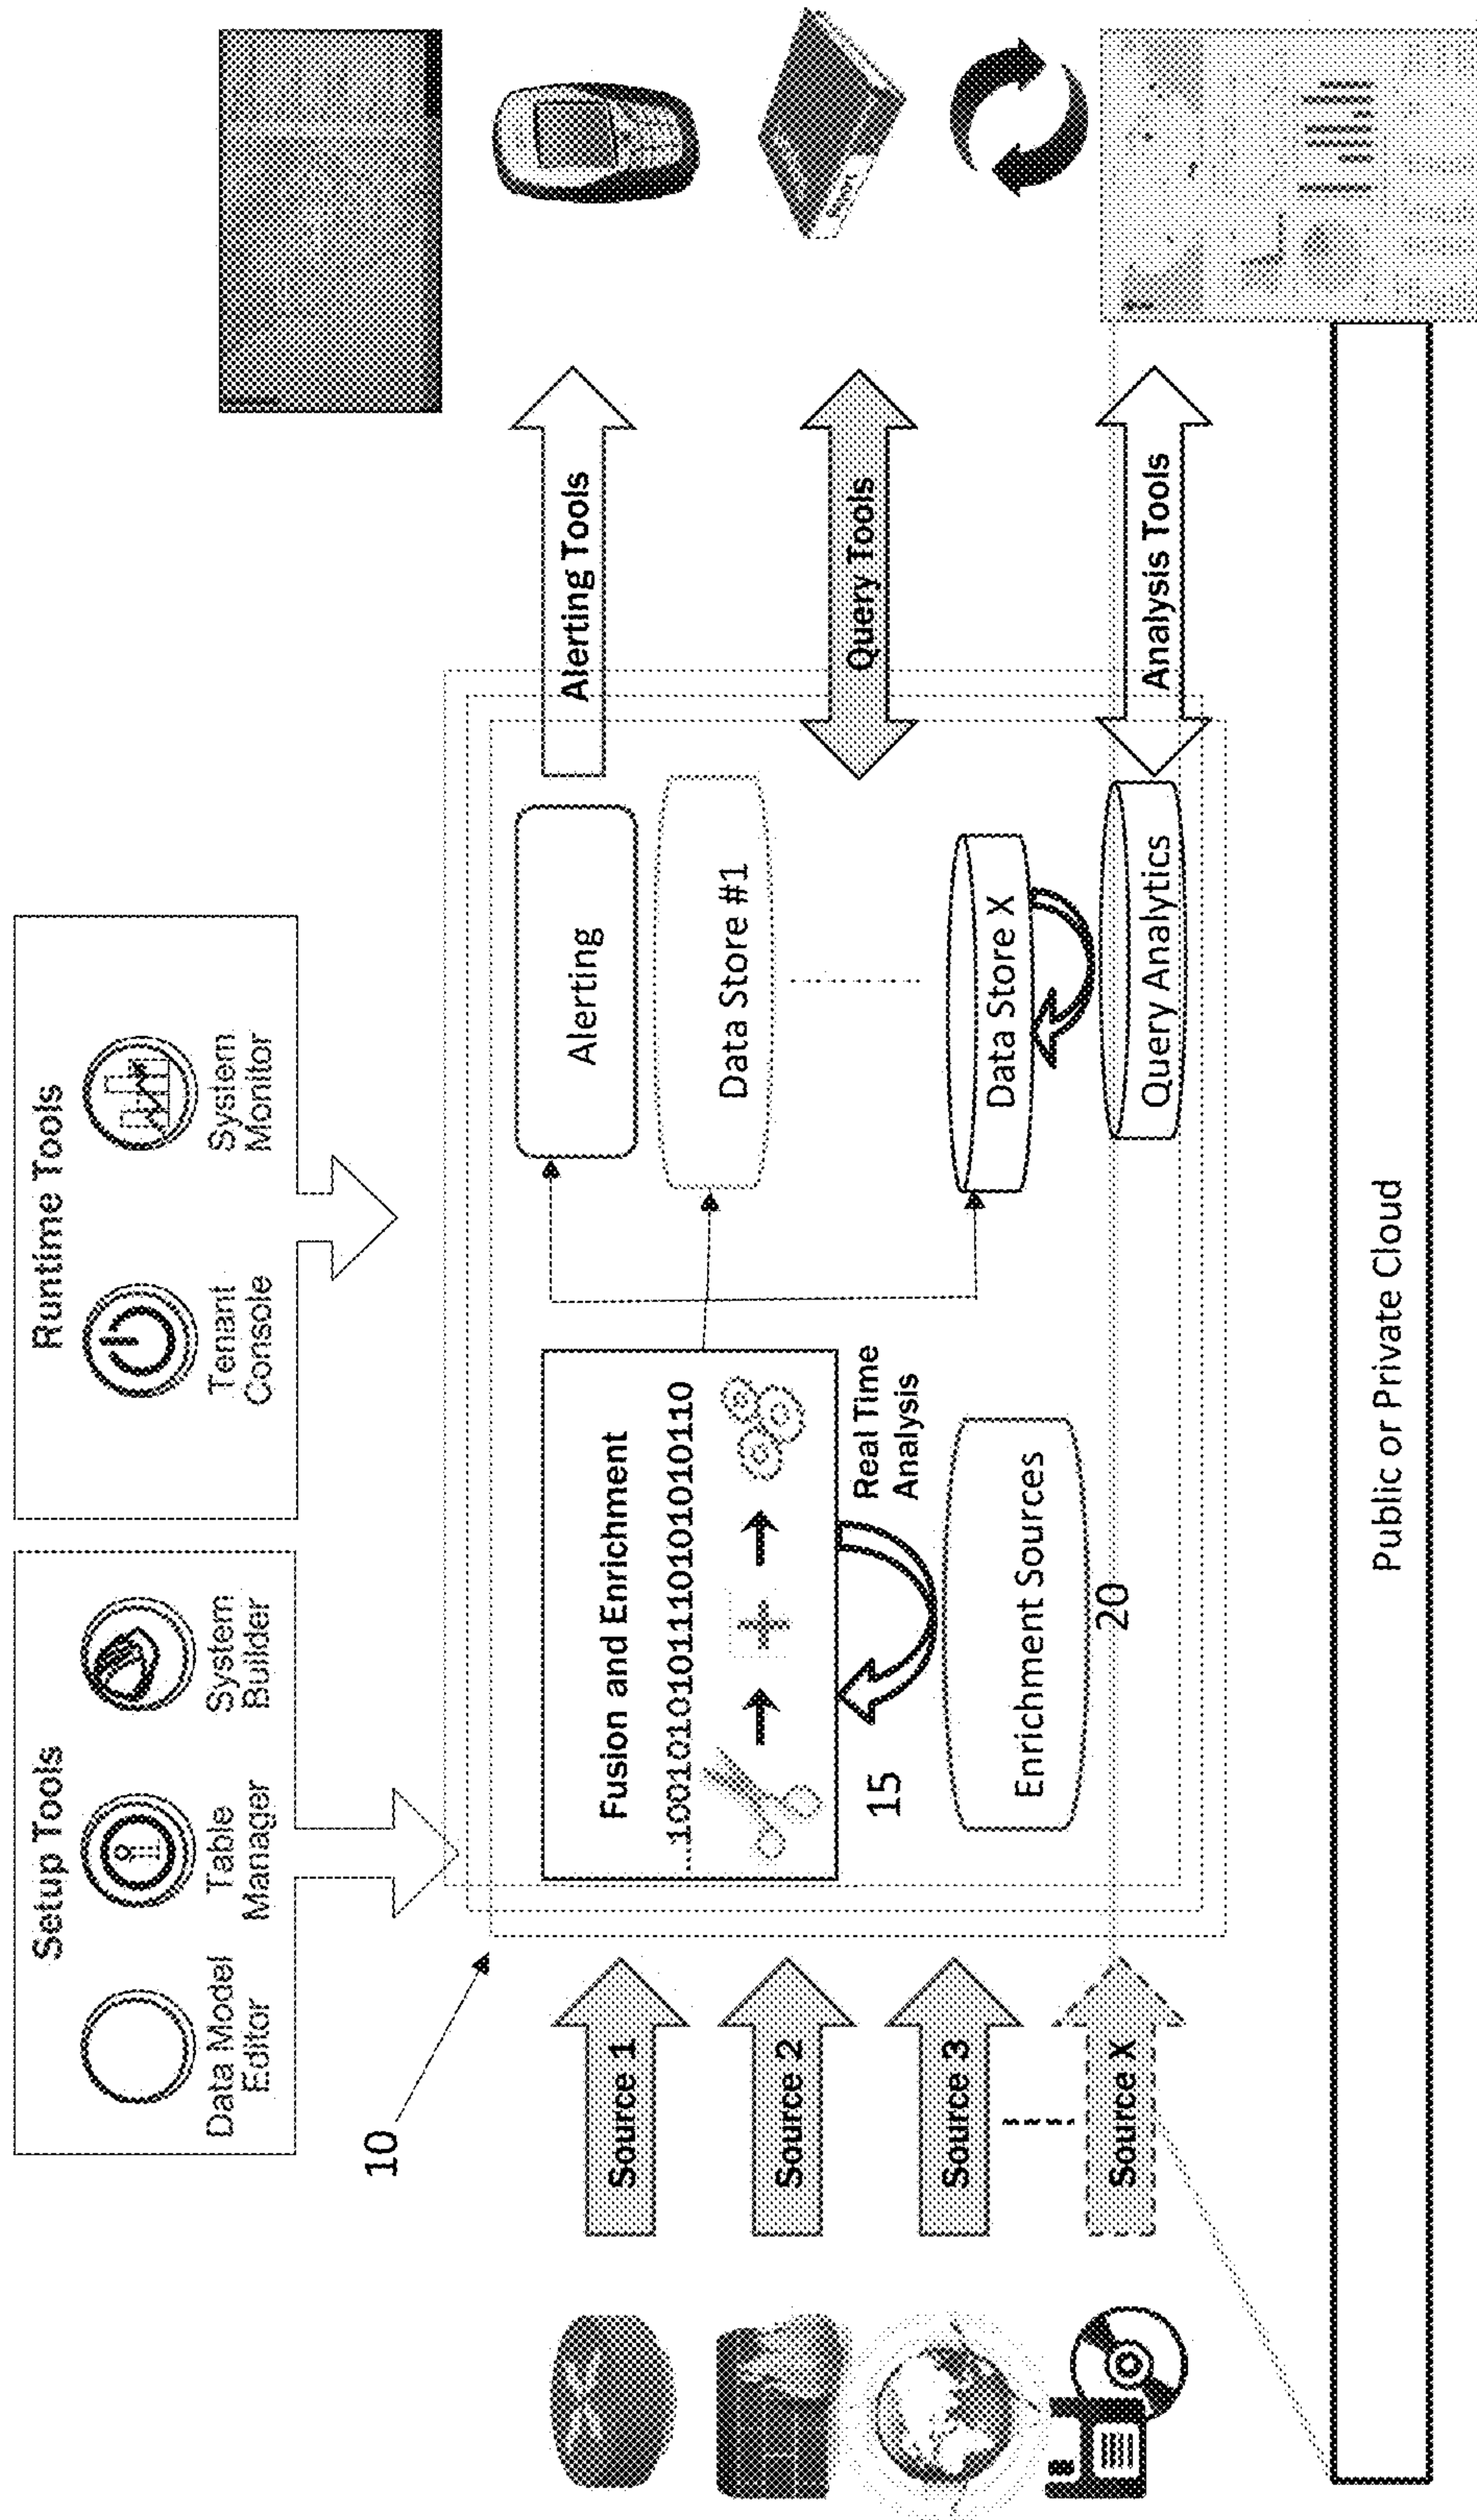 Setup Tools
Data Model
Editor
Table
Manager
System
Builder
Runtime Tools
Tenant
Console
System
Monitor
10
Source 1
Source 2
Source 3
Source X
Fusion and Enrichment
15
Real Time
Analysis
Enrichment Sources
20
Alerting
Data Store #1
Data Store X
Query Analytics
Alerting Tools
Query Tools
Analysis Tools
Report
Public or Private Cloud